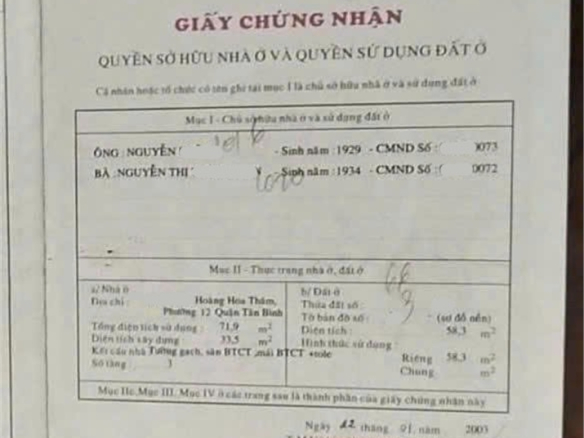 GIẤY CHỨNG NHẬN
QUYỀN SỞ HỮU NHÀ Ở VÀ QUYỀN SỬ DỤNG ĐẤT Ở
Cá nhân hoặc tổ chức có tên ghi tại mục I là chủ sở hữu nhà ở và sử dụng đất ở
Mục I - Chủ sở hữu nhà ở và sử dụng đất ở
ÔNG : NGUYỄN - Sinh năm : 1929 - CMND Số : 3073
BÀ : NGUYỄN THỊ - Sinh năm : 1934 - CMND Số : 0072
Mục II - Thực trạng nhà ở, đất ở
a/ Nhà ở
Địa chỉ : Hoàng Hoa Thám,
Phường 12 Quận Tân Bình
Tổng diện tích sử dụng : 71,9 m²
Diện tích xây dựng : 33,5 m²
Kết cấu nhà Tường gạch, sàn BTCT ,mái BTCT +tole
Số tầng : 3
b/ Đất ở
Thửa đất số :
Tờ bản đồ số : (sơ đồ nền)
Diện tích : 58,3 m²
Hình thức sử dụng :
Riêng 58,3 m²
Chung m²
Mục IIc, Mục III, Mục IV ở các trang sau là thành phần của giấy chứng nhận này
Ngày 22 tháng 01 năm 2003